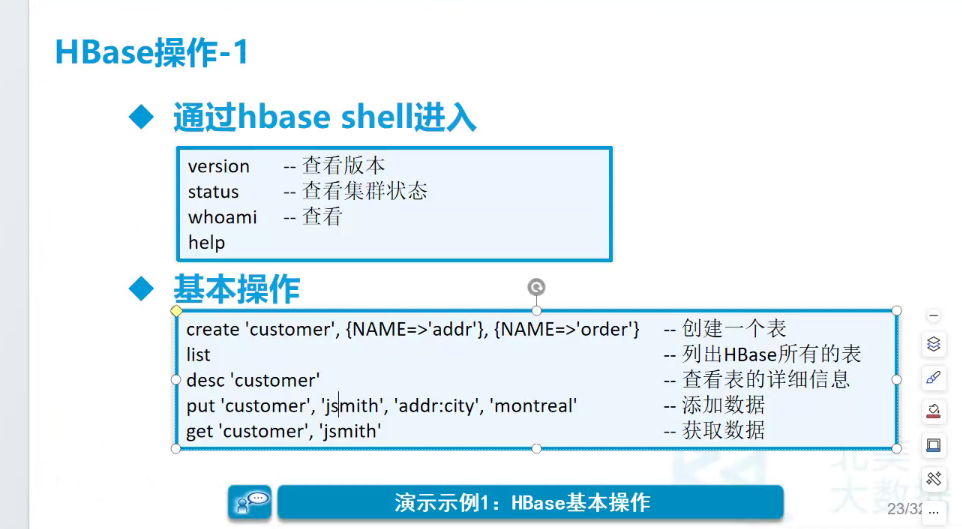 HBase操作-1
通过hbase shell进入
version -- 查看版本
status -- 查看集群状态
whoami -- 查看
help
基本操作
create 'customer', {NAME=>'addr'}, {NAME=>'order'} -- 创建一个表
list -- 列出HBase所有的表
desc 'customer' -- 查看表的详细信息
put 'customer', 'jsmith', 'addr:city', 'montreal' -- 添加数据
get 'customer', 'jsmith' -- 获取数据
演示示例1：HBase基本操作
大数
23/32